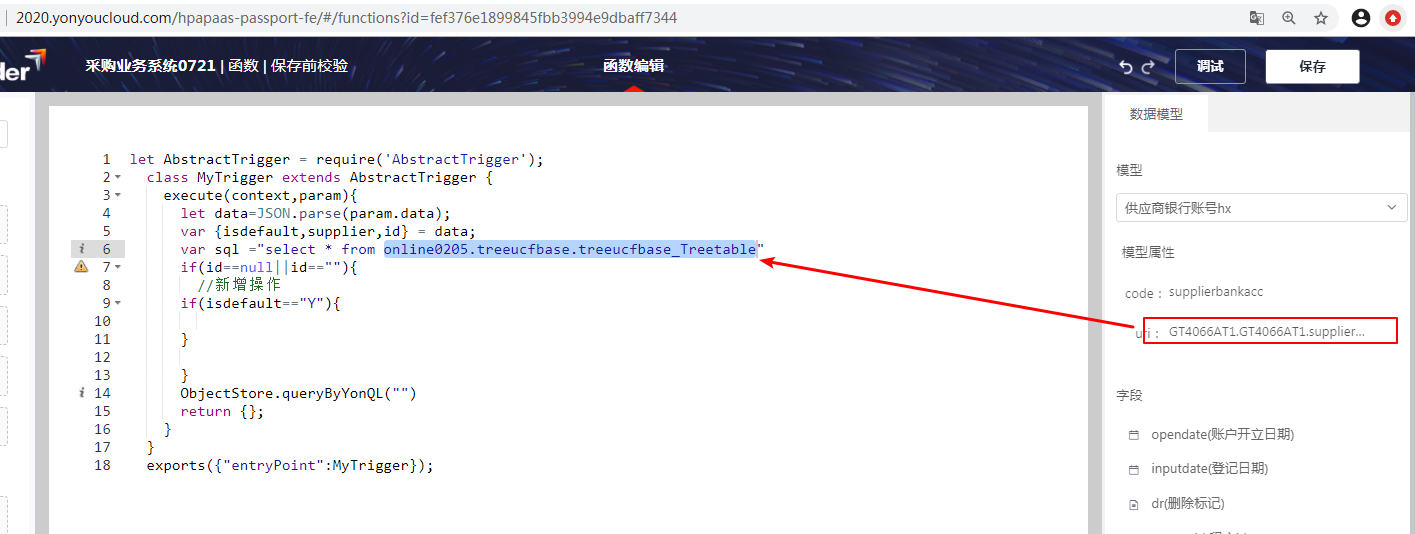 2020.yonyoucloud.com/hpapaas-passport-fe/#/functions?id=fef376e1899845fbb3994e9dbaff7344
der
采购业务系统0721 | 函数 | 保存前校验
函数编辑
调试
保存
1 let AbstractTrigger = require('AbstractTrigger');
2 class MyTrigger extends AbstractTrigger {
3 execute(context,param){
4 let data=JSON.parse(param.data);
5 var {isdefault,supplier,id} = data;
6 var sql ="select * from online0205.treeucfbase.treeucfbase_Treetable"
7 if(id==null||id==""){
8 //新增操作
9 if(isdefault=="Y"){
10
11 }
12
13 }
14 ObjectStore.queryByYonQL("")
15 return {};
16 }
17 }
18 exports({"entryPoint":MyTrigger});
数据模型
模型
供应商银行账号hx
模型属性
code： supplierbankacc
uri： GT4066AT1.GT4066AT1.supplier...
字段
opendate(账户开立日期)
inputdate(登记日期)
dr(删除标记)